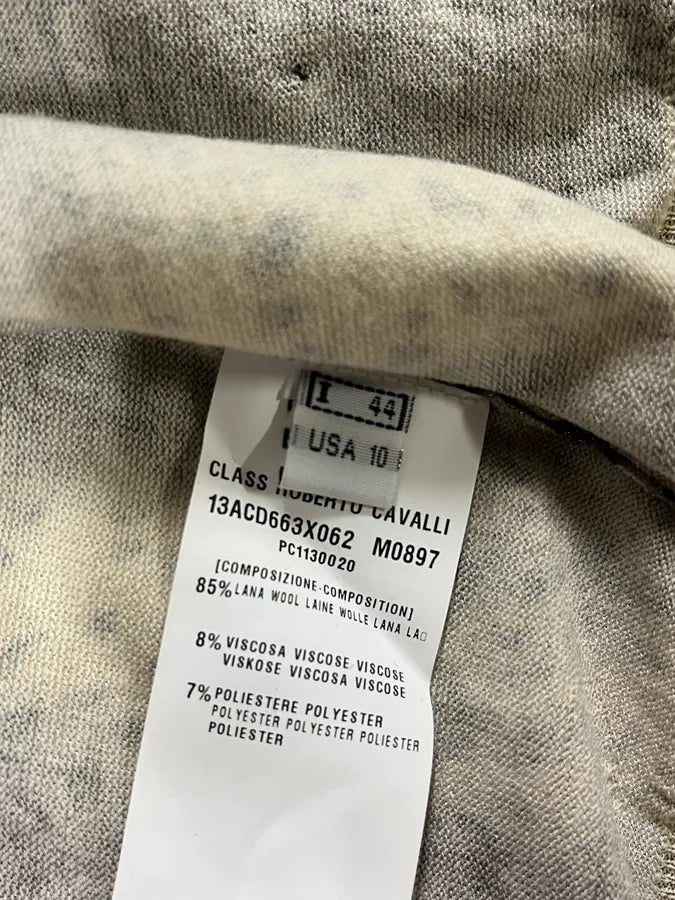 I 44
USA 10
CLASS ROBERTO CAVALLI
13ACD663X062 M0897
PC1130020
[COMPOSIZIONE-COMPOSITION]
85% LANA WOOL LAINE WOLLE LANA LA
8% VISCOSA VISCOSE VISCOSE
VISKOSE VISCOSA VISCOSE
7% POLIESTERE POLYESTER
POLYESTER POLYESTER POLIESTER
POLIESTER